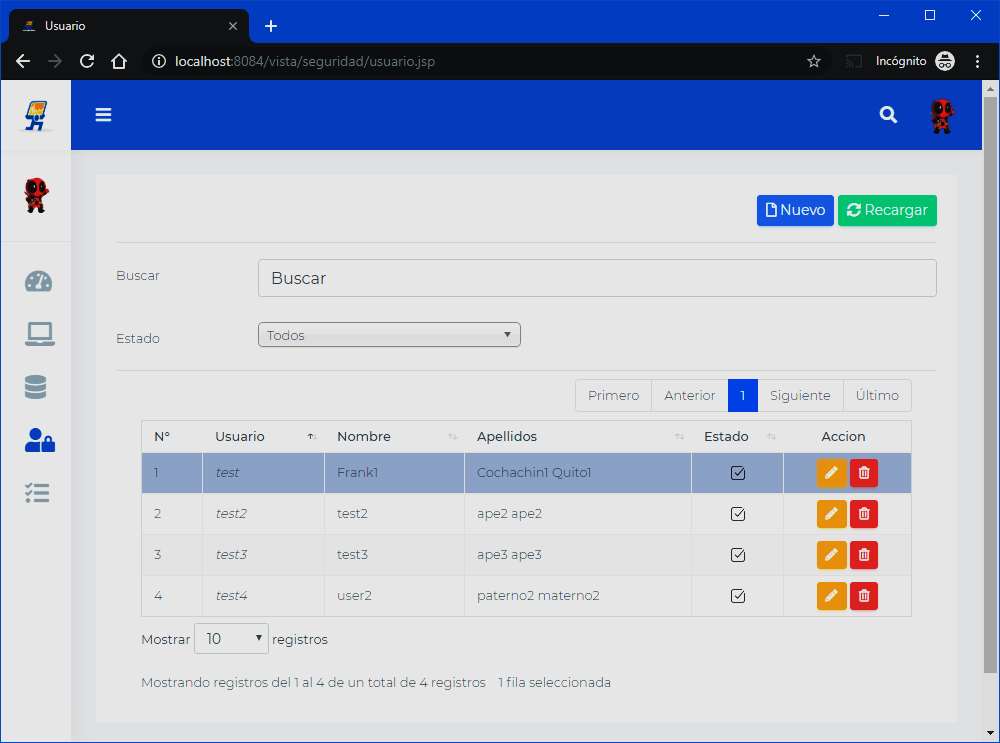 Usuario
localhost:8084/vista/seguridad/usuario.jsp
Incógnito
Nuevo Recargar
Buscar Buscar
Estado Todos
Primero Anterior 1 Siguiente Último
N° Usuario Nombre Apellidos Estado Accion
1 test Frank1 Cochachin1 Quito1
2 test2 test2 ape2 ape2
3 test3 test3 ape3 ape3
4 test4 user2 paterno2 materno2
Mostrar 10 registros
Mostrando registros del 1 al 4 de un total de 4 registros 1 fila seleccionada